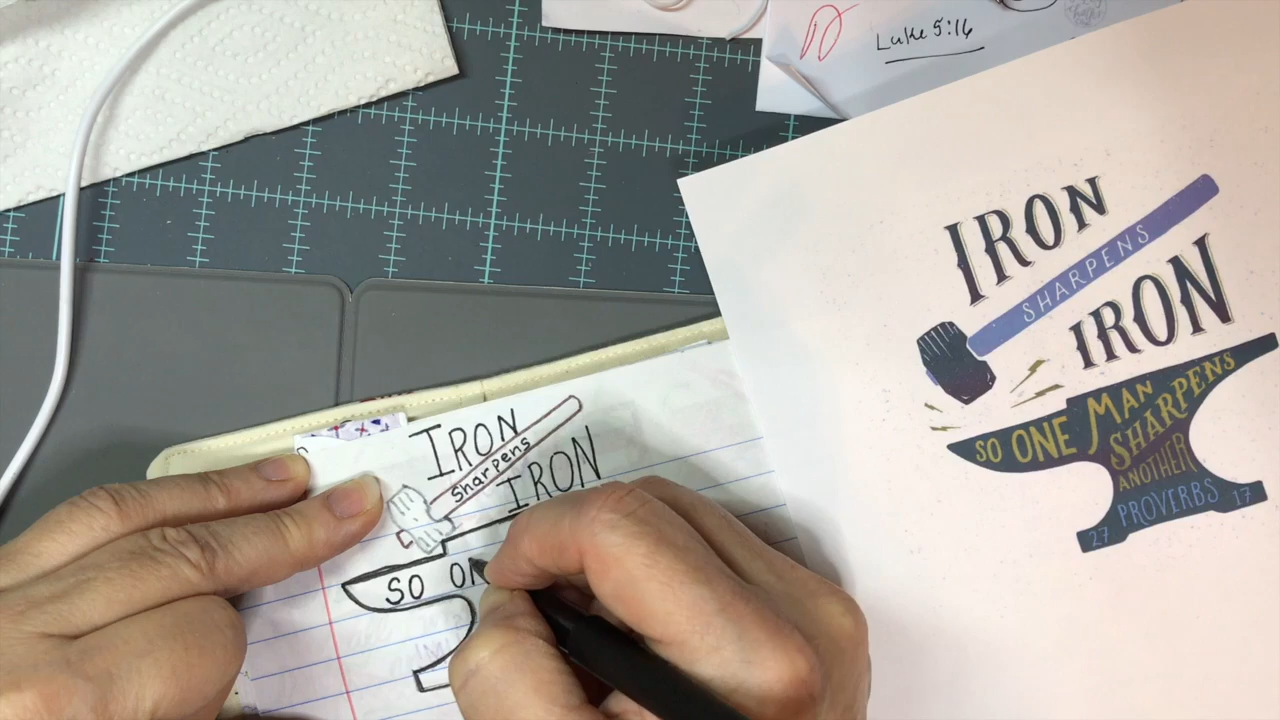 Luke 5:16
IRON
SHARPENS
IRON
SO ONE MAN
SHARPENS
ANOTHER
PROVERBS
27 17
IRON
Sharpens
IRON
SO ON